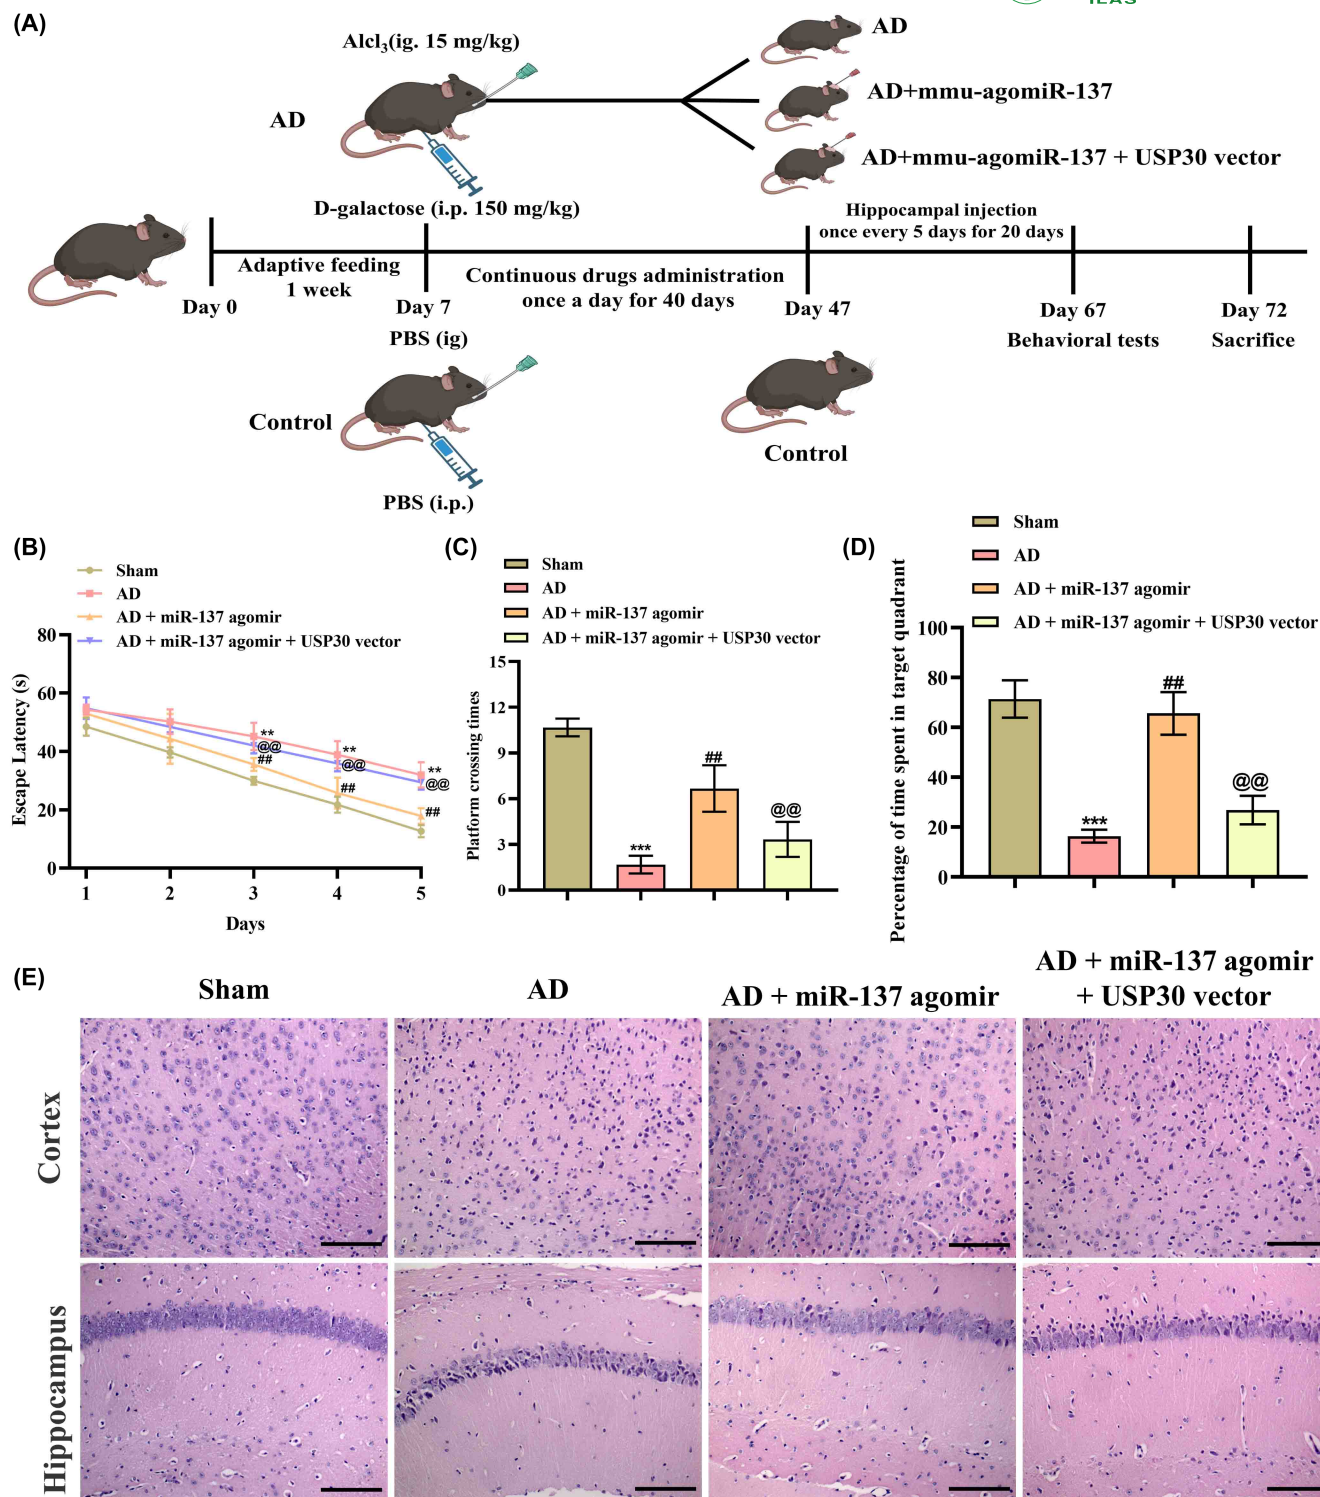 IEAS
(A)
Alcl3(ig. 15 mg/kg)
AD
AD
AD+mmu-agomiR-137
AD+mmu-agomiR-137 + USP30 vector
D-galactose (i.p. 150 mg/kg)
Hippocampal injection
once every 5 days for 20 days
Adaptive feeding
1 week
Continuous drugs administration
once a day for 40 days
Day 0
Day 7
Day 47
Day 67
Day 72
PBS (ig)
Behavioral tests
Sacrifice
Control
Control
PBS (i.p.)
(B)
Sham
AD
AD + miR-137 agomir
AD + miR-137 agomir + USP30 vector
Escape Latency (s)
80
60
40
20
0
**
@@
##
**
@@
##
**
@@
##
1
2
3
4
5
Days
(C)
Sham
AD
AD + miR-137 agomir
AD + miR-137 agomir + USP30 vector
Platform crossing times
15
12
9
6
3
0
***
##
@@
(D)
Sham
AD
AD + miR-137 agomir
AD + miR-137 agomir + USP30 vector
Percentage of time spent in target quadrant
100
80
60
40
20
0
***
##
@@
(E)
Sham
AD
AD + miR-137 agomir
AD + miR-137 agomir
+ USP30 vector
Cortex
Hippocampus